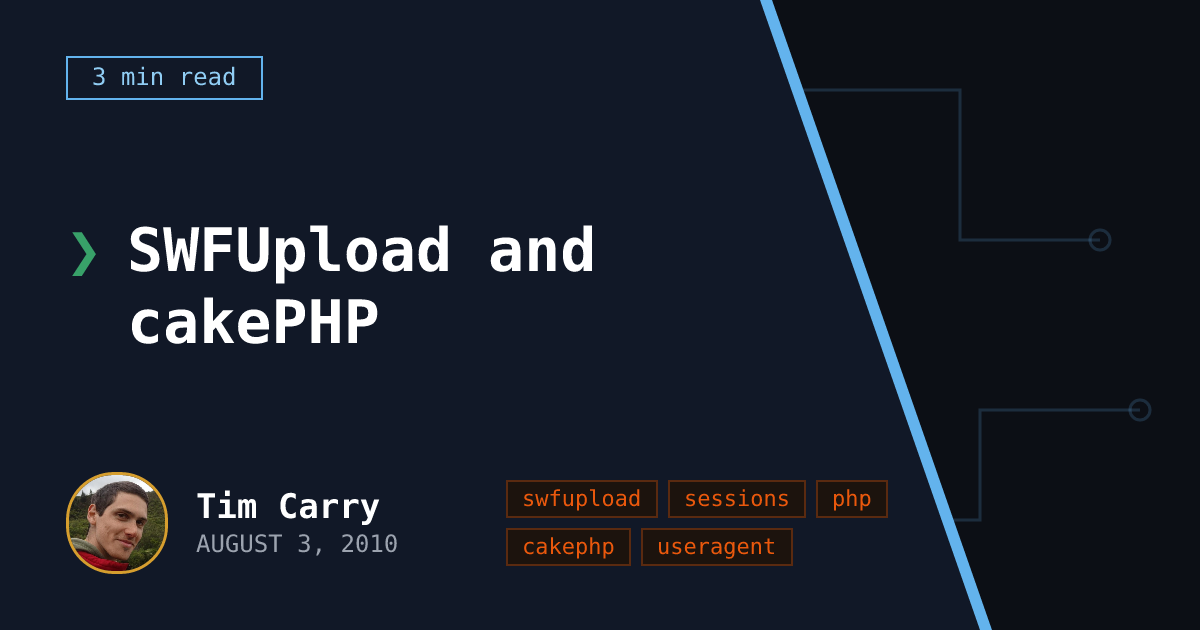 3 min read
❯ SWFUpload and
cakePHP
Tim Carry
AUGUST 3, 2010
swfupload sessions php
cakephp useragent